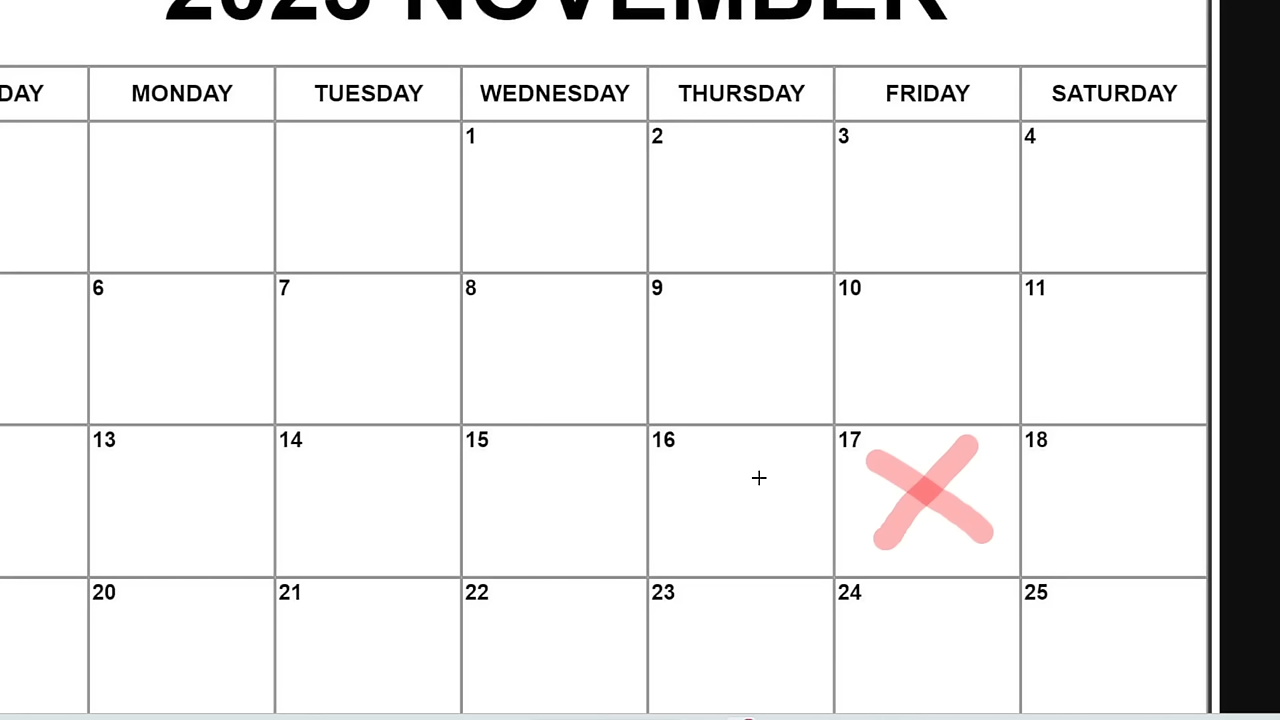 2023 NOVEMBER
DAY MONDAY TUESDAY WEDNESDAY THURSDAY FRIDAY SATURDAY
1 2 3 4
6 7 8 9 10 11
13 14 15 16 17 18
20 21 22 23 24 25